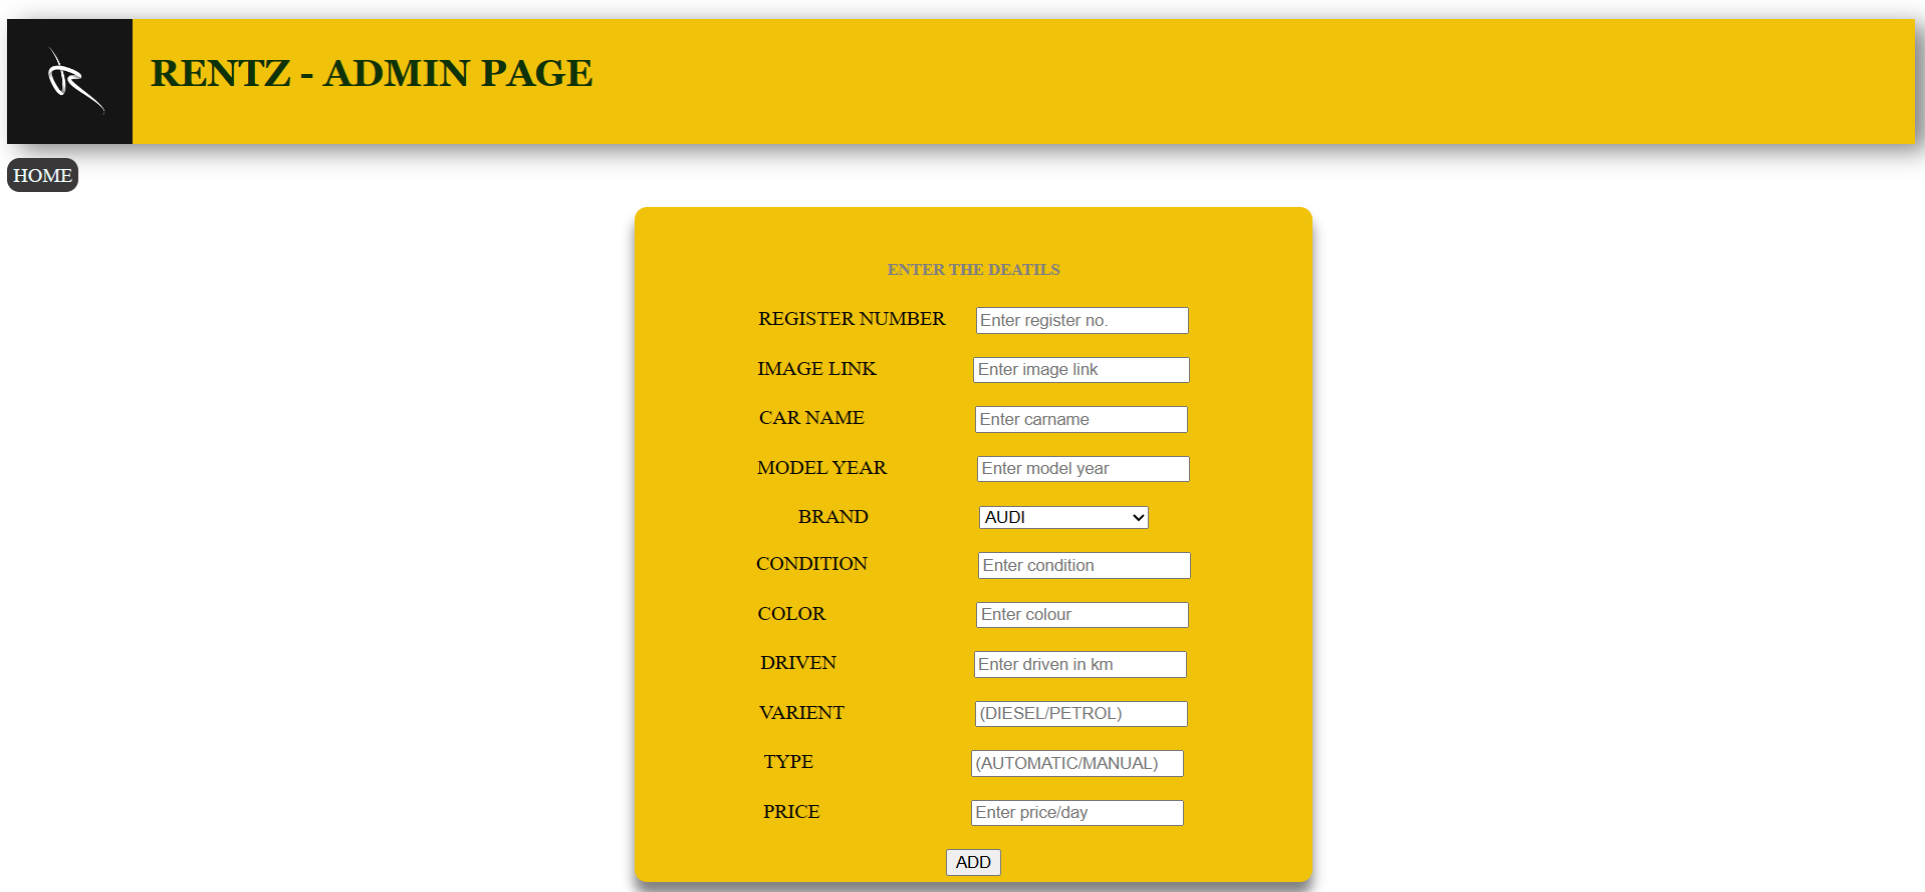 RENTZ - ADMIN PAGE
HOME
ENTER THE DEATILS
REGISTER NUMBER Enter register no.
IMAGE LINK Enter image link
CAR NAME Enter carname
MODEL YEAR Enter model year
BRAND AUDI
CONDITION Enter condition
COLOR Enter colour
DRIVEN Enter driven in km
VARIENT (DIESEL/PETROL)
TYPE (AUTOMATIC/MANUAL)
PRICE Enter price/day
ADD